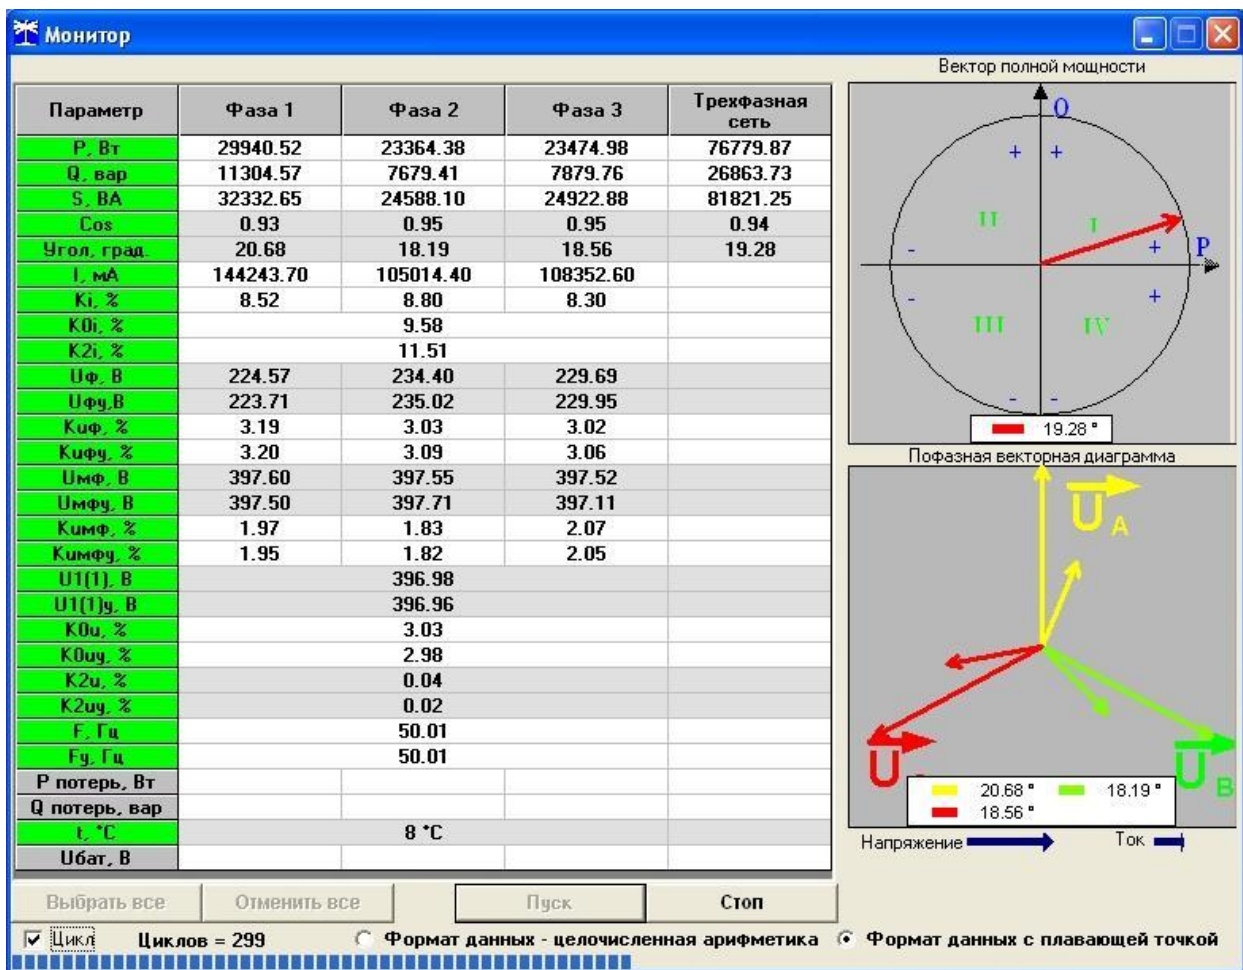 Монитор
Параметр Фаза 1 Фаза 2 Фаза 3 Трехфазная сеть
P, Вт 29940.52 23364.38 23474.98 76779.87
Q, вар 11304.57 7679.41 7879.76 26863.73
S, ВА 32332.65 24588.10 24922.88 81821.25
Cos 0.93 0.95 0.95 0.94
Угол, град. 20.68 18.19 18.56 19.28
I, мА 144243.70 105014.40 108352.60
Ki, % 8.52 8.80 8.30
K0i, % 9.58
K2i, % 11.51
Uф, В 224.57 234.40 229.69
Uфу,В 223.71 235.02 229.95
Kuф, % 3.19 3.03 3.02
Kuфу, % 3.20 3.09 3.06
Uмф, В 397.60 397.55 397.52
Uмфу, В 397.50 397.71 397.11
Kuмф, % 1.97 1.83 2.07
Kuмфу, % 1.95 1.82 2.05
U1(1), В 396.98
U1(1)у, В 396.96
K0u, % 3.03
K0uу, % 2.98
K2u, % 0.04
K2uу, % 0.02
F, Гц 50.01
Fу, Гц 50.01
P потерь, Вт
Q потерь, вар
t, °C 8 °C
Uбат, В
Вектор полной мощности
Q
+ +
II I
- + P
- +
III IV
- -
19.28 °
Пофазная векторная диаграмма
U A
U U B
20.68 ° 18.19 °
18.56 °
Напряжение Ток
Выбрать все Отменить все Пуск Стоп
Цикл Циклов = 299 Формат данных - целочисленная арифметика Формат данных с плавающей точкой